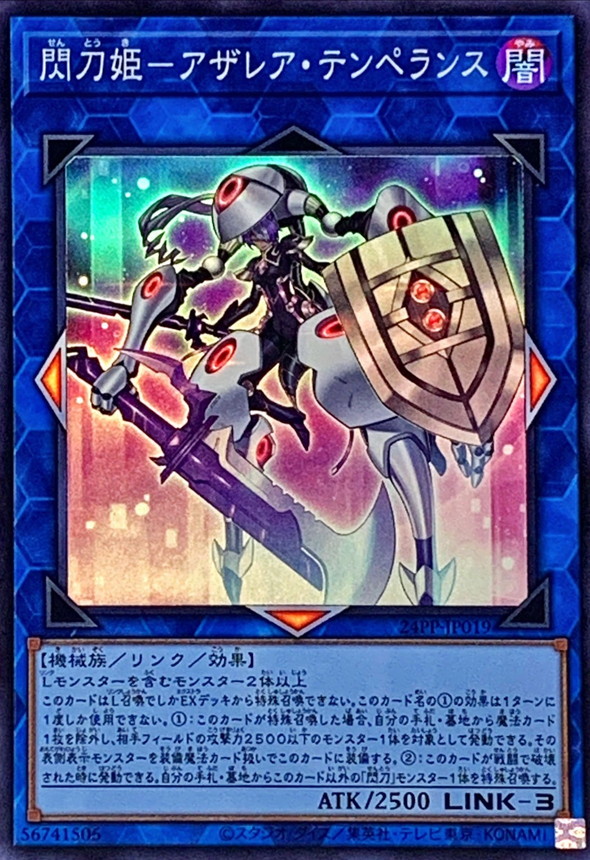 閃刀姫－アザレア・テンペランス
闇
24PP-JP019
【機械族／リンク／効果】
Lモンスターを含むモンスター2体以上
このカードはL召喚でしかEXデッキから特殊召喚できない。このカード名の①の効果は1ターンに
1度しか使用できない。①：このカードが特殊召喚した場合、自分の手札・墓地から魔法カード
1枚を除外し、相手フィールドの攻撃力2500以下のモンスター1体を対象として発動できる。その
表側表示モンスターを装備魔法カード扱いでこのカードに装備する。②：このカードが戦闘で破壊
された時に発動できる。自分の手札・墓地からこのカード以外の「閃刀」モンスター1体を特殊召喚する。
ATK/2500 LINK-3
56741505 ©スタジオ・ダイス／集英社・テレビ東京・KONAMI